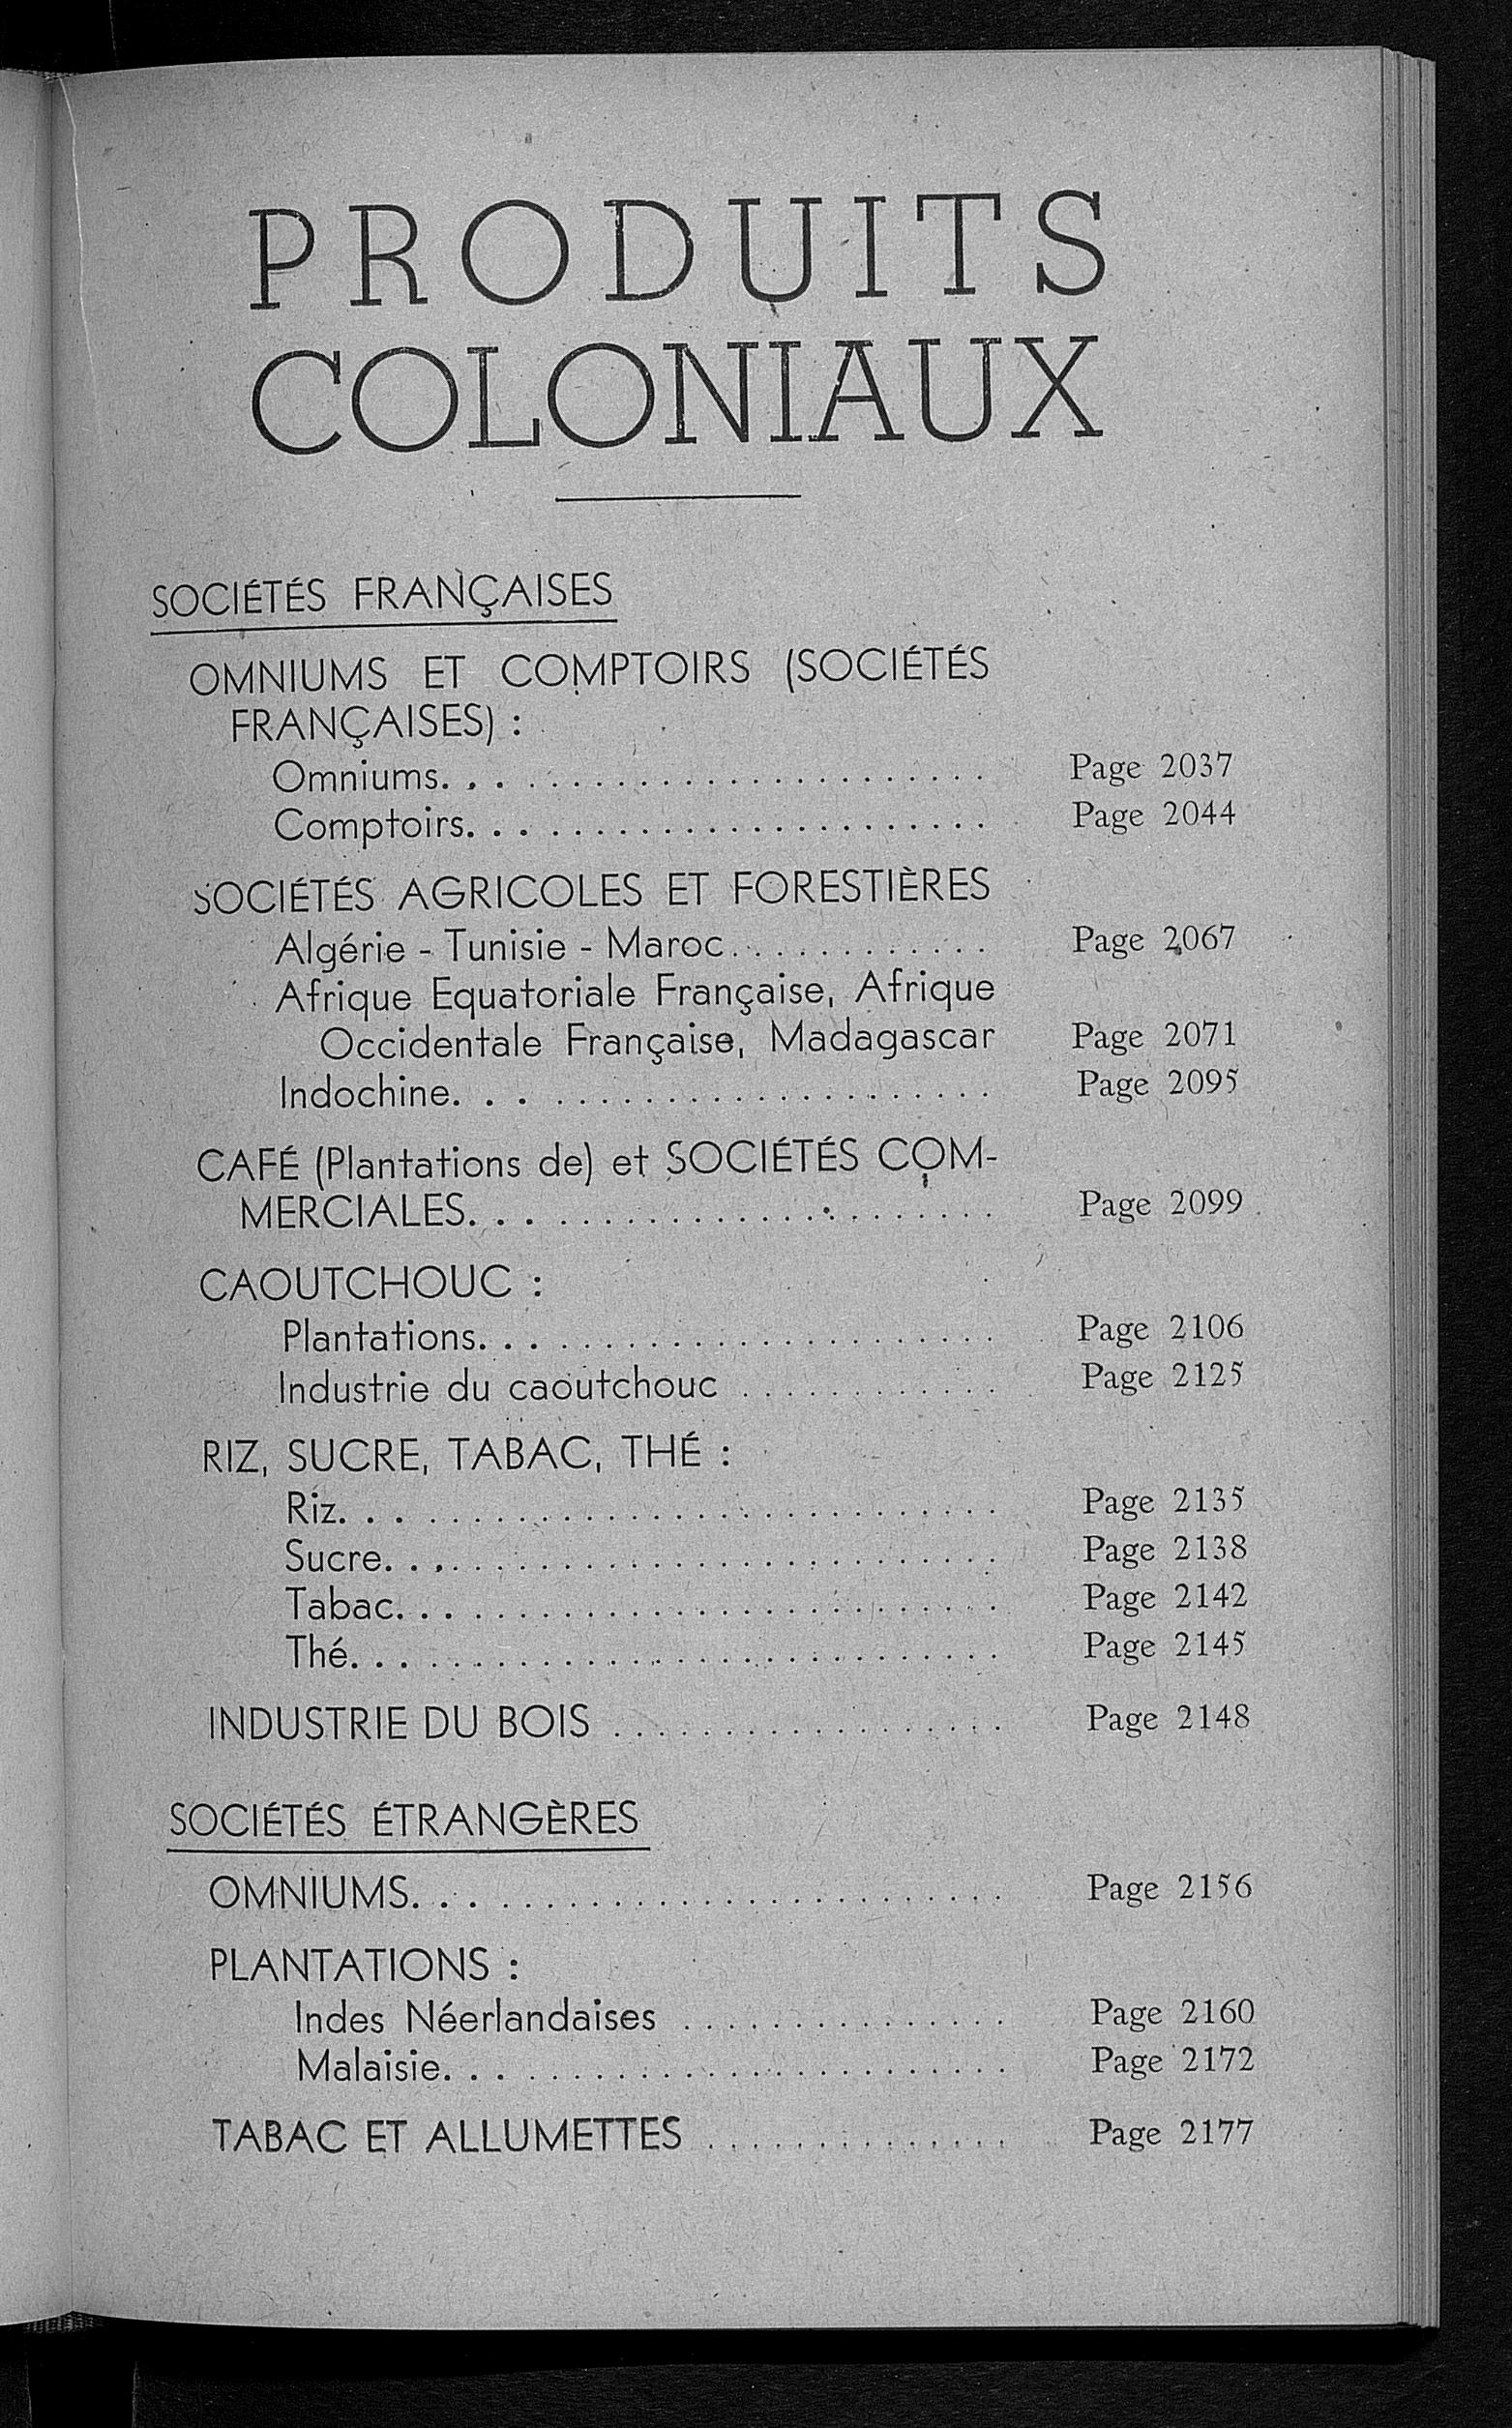 PRODUITS
COLONIAUX
SOCIÉTÉS FRANÇAISES
OMNIUMS ET COMPTOIRS (SOCIÉTÉS
FRANÇAISES) :
Omniums. . . . . . . . . . . . . . . . . . . . . . Page 2037
Comptoirs. . . . . . . . . . . . . . . . . . . . . Page 2044
SOCIÉTÉS AGRICOLES ET FORESTIÈRES
Algérie - Tunisie - Maroc. . . . . . . . . . . . Page 2067
Afrique Equatoriale Française, Afrique
Occidentale Française, Madagascar Page 2071
Indochine. . . . . . . . . . . . . . . . . . . . . Page 2095
CAFÉ (Plantations de) et SOCIÉTÉS COM-
MERCIALES. . . . . . . . . . . . . . . . . . . . Page 2099
CAOUTCHOUC :
Plantations. . . . . . . . . . . . . . . . . . . . Page 2106
Industrie du caoutchouc . . . . . . . . . . . . Page 2125
RIZ, SUCRE, TABAC, THÉ :
Riz. . . . . . . . . . . . . . . . . . . . . . . . . Page 2135
Sucre. . . . . . . . . . . . . . . . . . . . . . . Page 2138
Tabac. . . . . . . . . . . . . . . . . . . . . . . Page 2142
Thé. . . . . . . . . . . . . . . . . . . . . . . . Page 2145
INDUSTRIE DU BOIS . . . . . . . . . . . . . . . . . Page 2148
SOCIÉTÉS ÉTRANGÈRES
OMNIUMS. . . . . . . . . . . . . . . . . . . . . . Page 2156
PLANTATIONS :
Indes Néerlandaises . . . . . . . . . . . . . . Page 2160
Malaisie. . . . . . . . . . . . . . . . . . . . . . Page 2172
TABAC ET ALLUMETTES . . . . . . . . . . . . . Page 2177